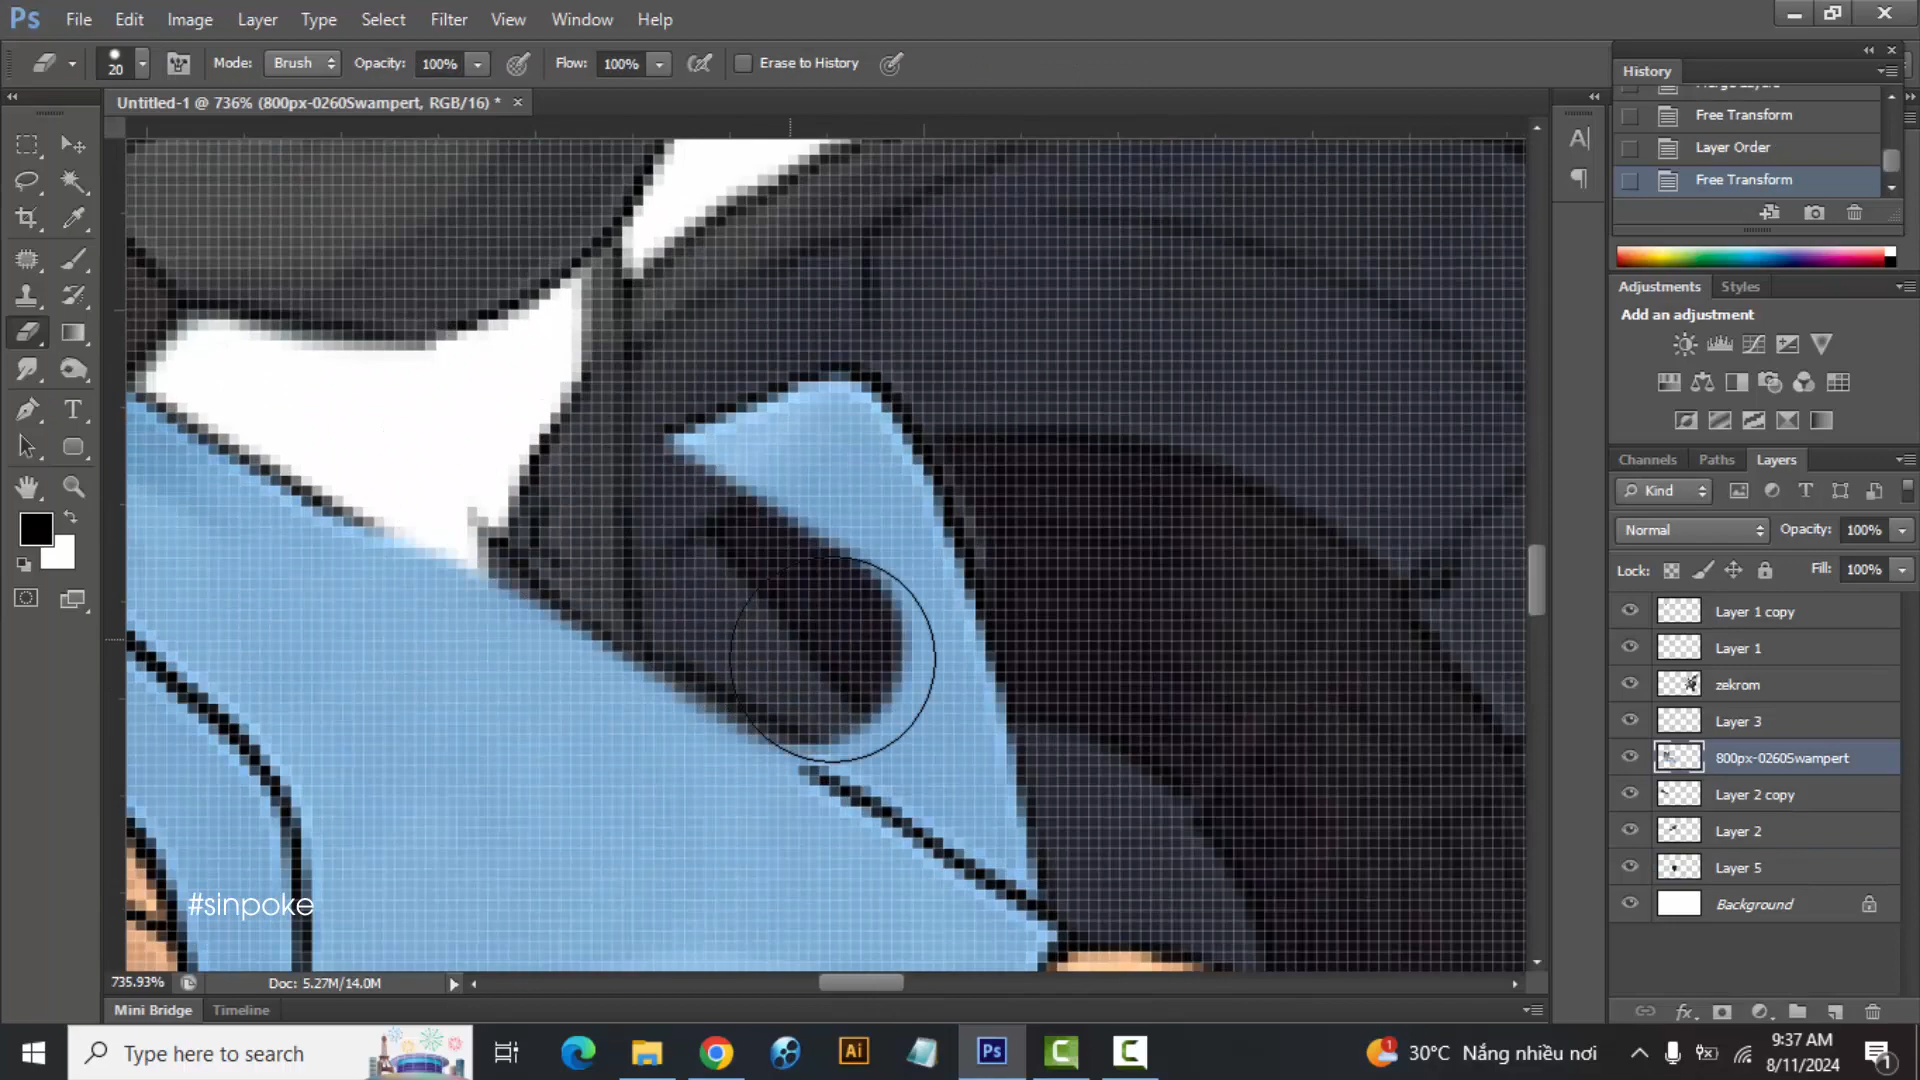 Ps File Edit Image Layer Type Select Filter View Window Help
20 Mode: Brush Opacity: 100% Flow: 100% Erase to History
Untitled-1 @ 736% (800px-0260Swampert, RGB/16) * ×
History
Free Transform
Layer Order
Free Transform
Adjustments Styles
Add an adjustment
Channels Paths Layers
Kind
Normal Opacity: 100%
Lock: Fill: 100%
Layer 1 copy
Layer 1
zekrom
Layer 3
800px-0260Swampert
Layer 2 copy
Layer 2
Layer 5
Background
#sinpoke
735.93% Doc: 5.27M/14.0M
Mini Bridge Timeline
Type here to search
Ai Ps
30°C Nắng nhiều nơi
9:37 AM
8/11/2024